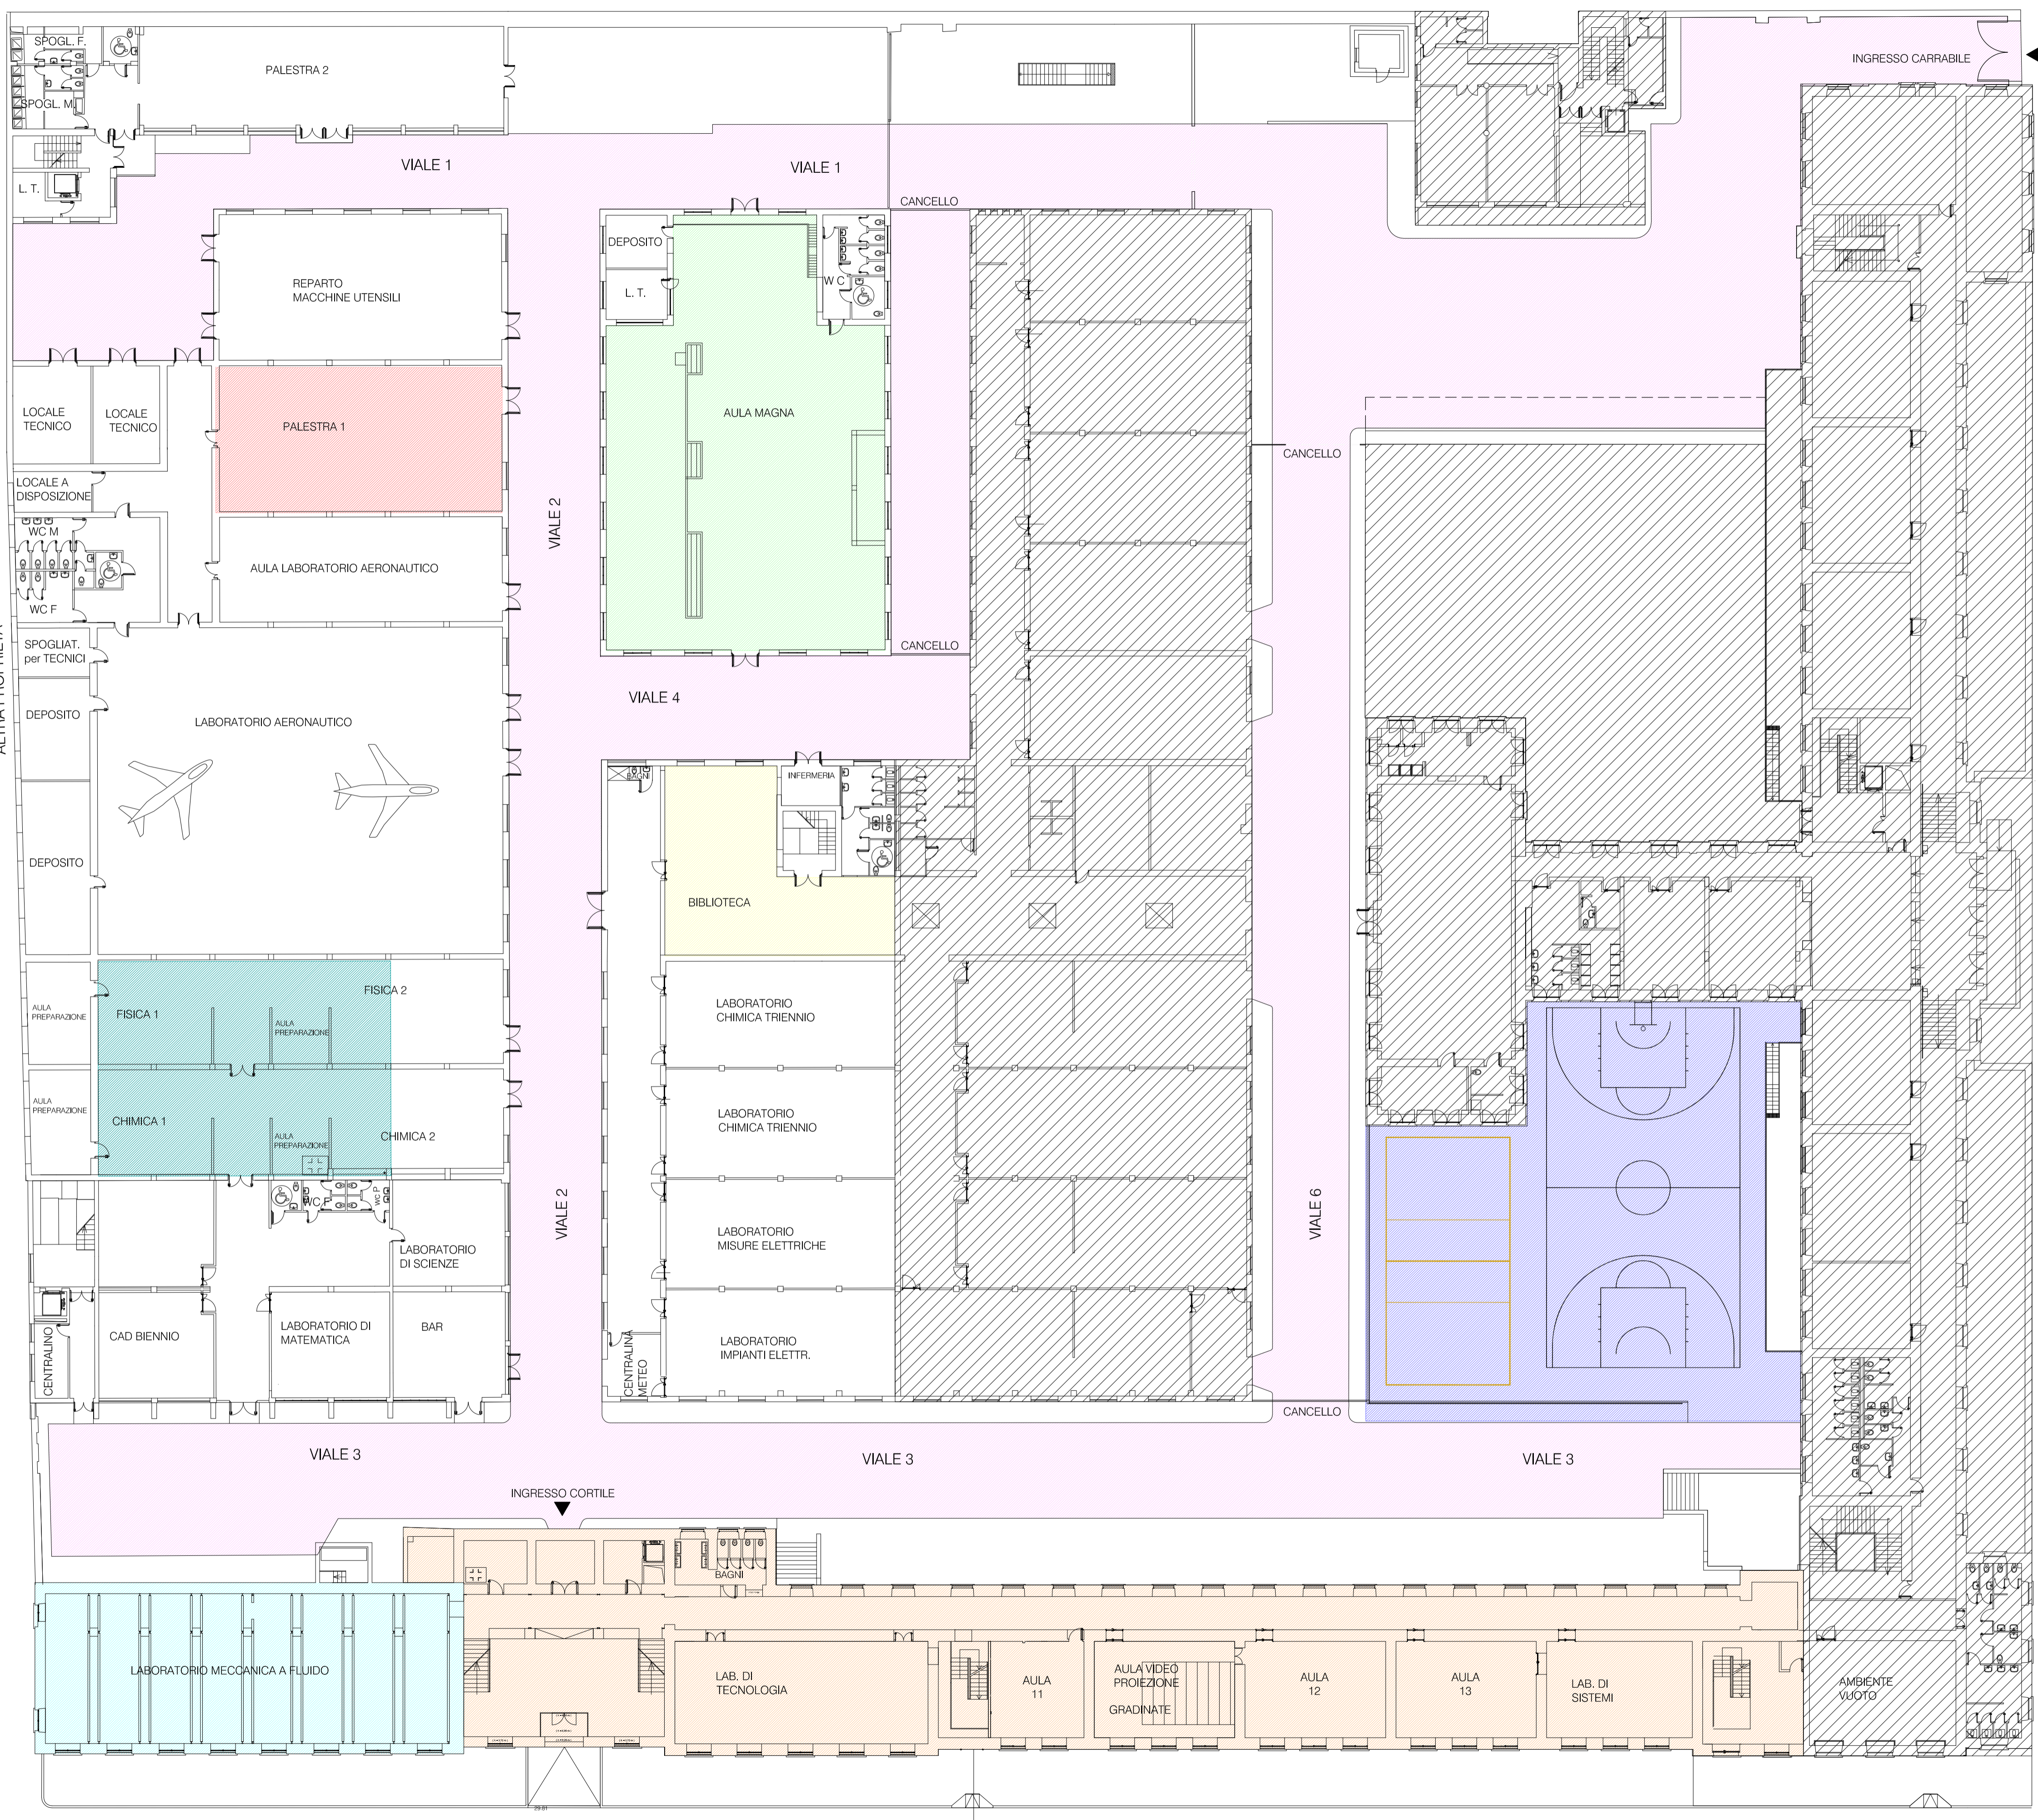 SPOGL. F.
PALESTRA 2
INGRESSO CARRABILE
SPOGL. M.
VIALE 1
VIALE 1
L. T.
CANCELLO
DEPOSITO
W C
REPARTO
MACCHINE UTENSILI
L. T.
LOCALE
TECNICO
LOCALE
TECNICO
PALESTRA 1
AULA MAGNA
CANCELLO
LOCALE A
DISPOSIZIONE
VIALE 2
WC M
AULA LABORATORIO AERONAUTICO
WC F
SPOGLIAT.
per TECNICI
CANCELLO
VIALE 4
DEPOSITO
LABORATORIO AERONAUTICO
BAGNI
INFERMERIA
DEPOSITO
BIBLIOTECA
FISICA 2
AULA
PREPARAZIONE
FISICA 1
AULA
PREPARAZIONE
LABORATORIO
CHIMICA TRIENNIO
AULA
PREPARAZIONE
CHIMICA 1
AULA
PREPARAZIONE
CHIMICA 2
LABORATORIO
CHIMICA TRIENNIO
WC F
WC P
VIALE 2
VIALE 6
LABORATORIO
DI SCIENZE
LABORATORIO
MISURE ELETTRICHE
CENTRALINO
CAD BIENNIO
LABORATORIO DI
MATEMATICA
BAR
CENTRALINA
METEO
LABORATORIO
IMPIANTI ELETTR.
CANCELLO
VIALE 3
VIALE 3
VIALE 3
INGRESSO CORTILE
BAGNI
LABORATORIO MECCANICA A FLUIDO
LAB. DI
TECNOLOGIA
AULA
11
AULA VIDEO
PROIEZIONE
GRADINATE
AULA
12
AULA
13
LAB. DI
SISTEMI
AMBIENTE
VUOTO
29.81